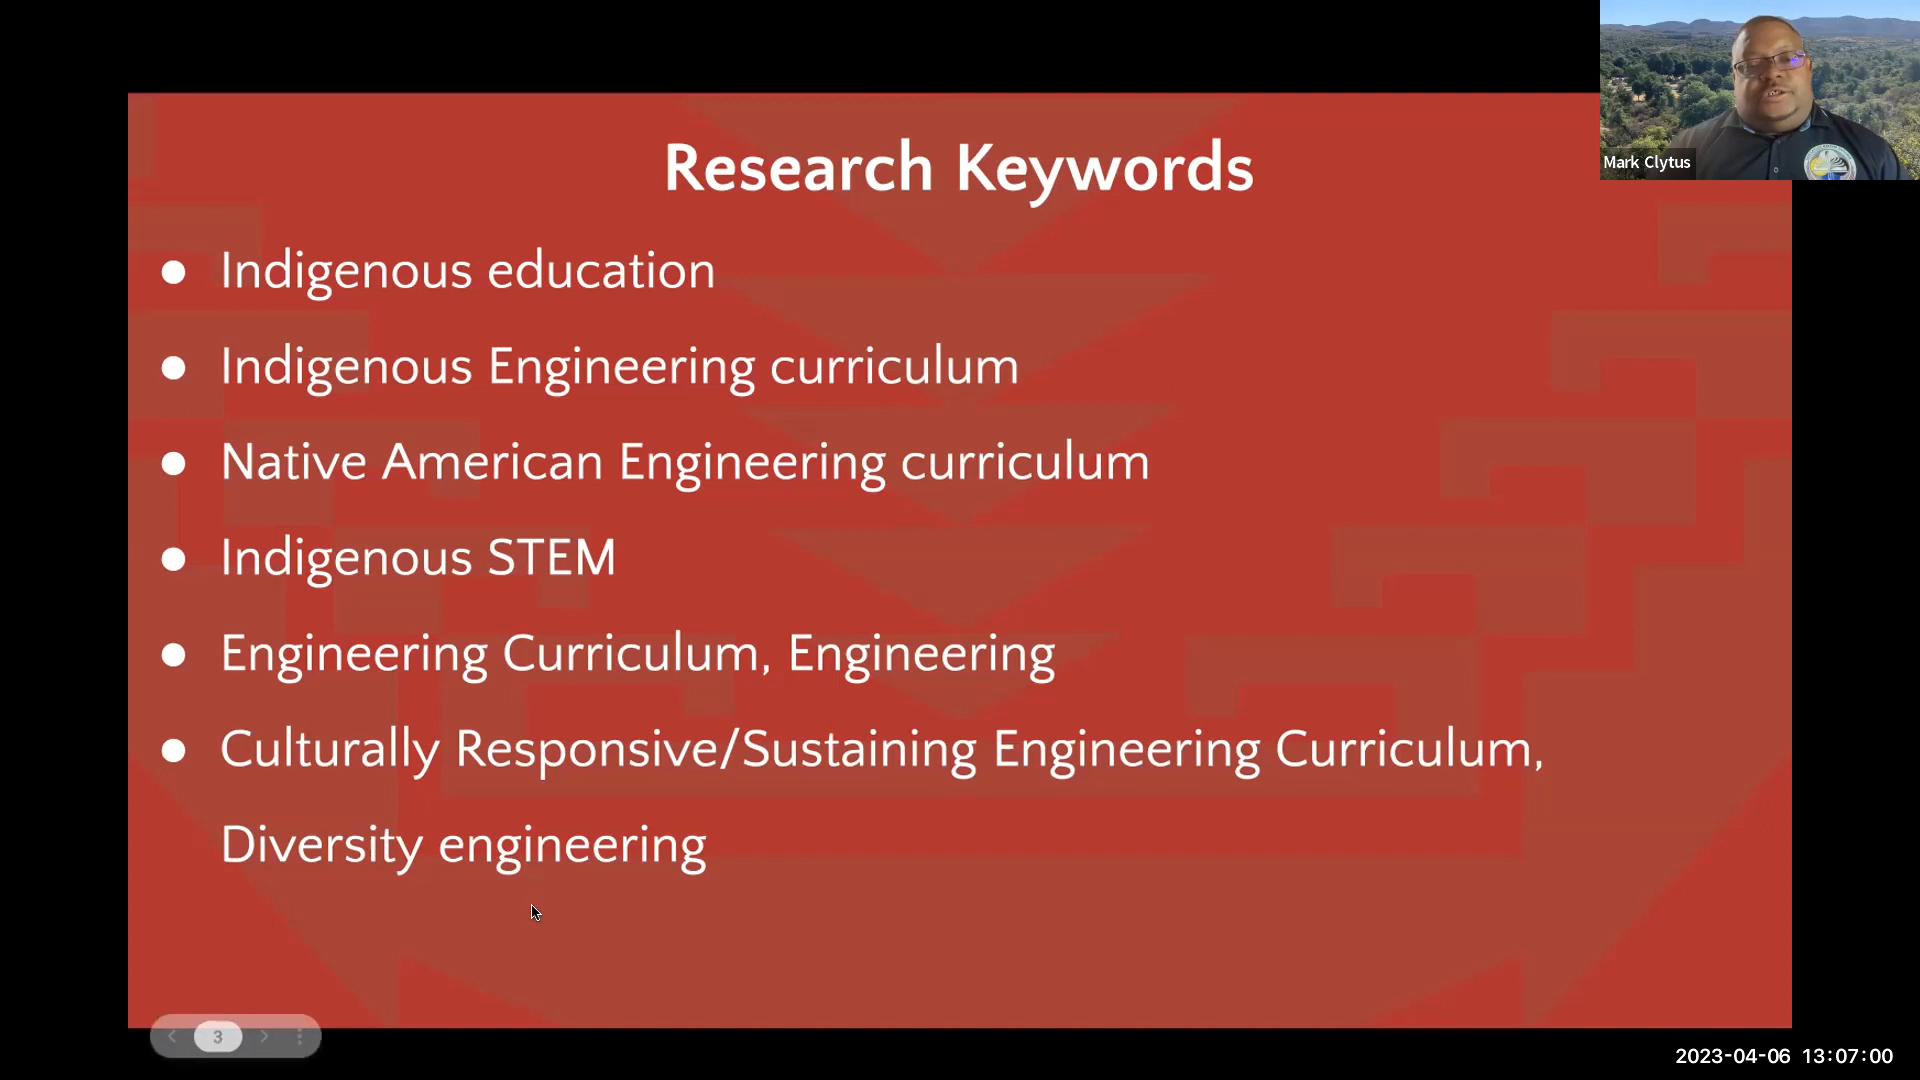 Research Keywords
Mark Clytus
● Indigenous education
● Indigenous Engineering curriculum
● Native American Engineering curriculum
● Indigenous STEM
● Engineering Curriculum, Engineering
● Culturally Responsive/Sustaining Engineering Curriculum,
Diversity engineering
3
2023-04-06 13:07:00